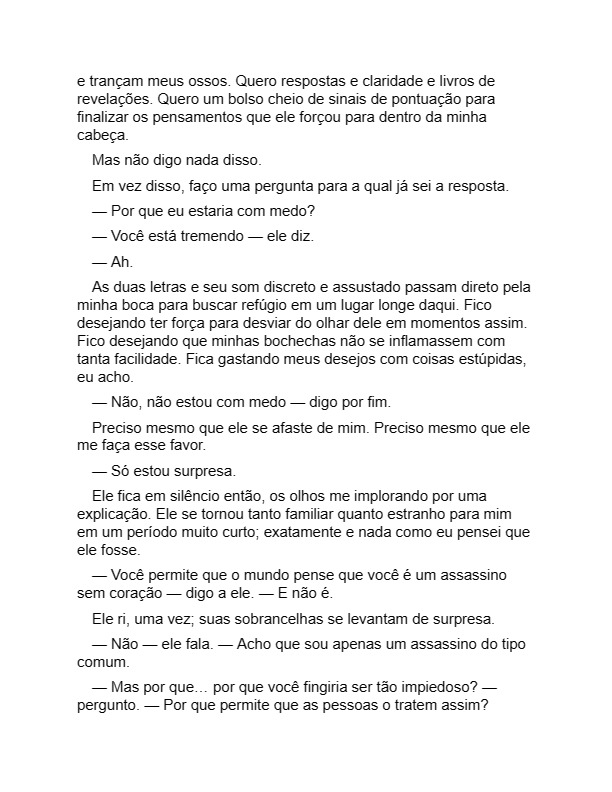 e trançam meus ossos. Quero respostas e claridade e livros de
revelações. Quero um bolso cheio de sinais de pontuação para
finalizar os pensamentos que ele forçou para dentro da minha
cabeça.
Mas não digo nada disso.
Em vez disso, faço uma pergunta para a qual já sei a resposta.
— Por que eu estaria com medo?
— Você está tremendo — ele diz.
— Ah.
As duas letras e seu som discreto e assustado passam direto pela
minha boca para buscar refúgio em um lugar longe daqui. Fico
desejando ter força para desviar do olhar dele em momentos assim.
Fico desejando que minhas bochechas não se inflamassem com
tanta facilidade. Fica gastando meus desejos com coisas estúpidas,
eu acho.
— Não, não estou com medo — digo por fim.
Preciso mesmo que ele se afaste de mim. Preciso mesmo que ele
me faça esse favor.
— Só estou surpresa.
Ele fica em silêncio então, os olhos me implorando por uma
explicação. Ele se tornou tanto familiar quanto estranho para mim
em um período muito curto; exatamente e nada como eu pensei que
ele fosse.
— Você permite que o mundo pense que você é um assassino
sem coração — digo a ele. — E não é.
Ele ri, uma vez; suas sobrancelhas se levantam de surpresa.
— Não — ele fala. — Acho que sou apenas um assassino do tipo
comum.
— Mas por que… por que você fingiria ser tão impiedoso? —
pergunto. — Por que permite que as pessoas o tratem assim?